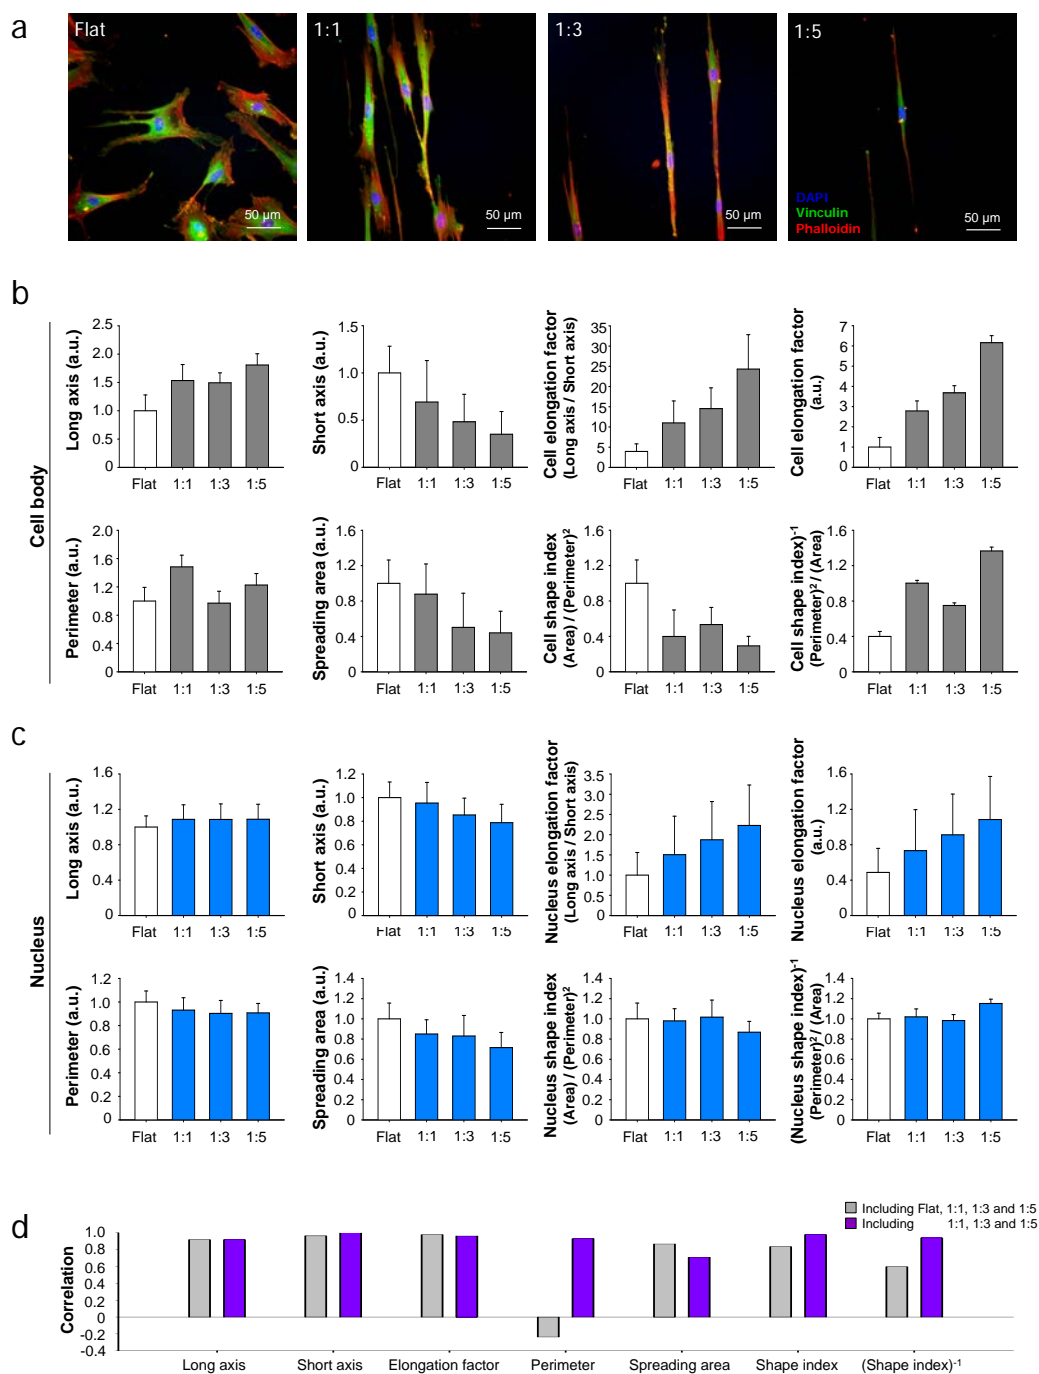 a
Flat
1:1
1:3
1:5
50 µm
50 µm
50 µm
DAPI
Vinculin
Phalloidin
50 µm
b
Cell body
Long axis (a.u.)
2.5
2.0
1.5
1.0
0.5
0
Flat 1:1 1:3 1:5
Short axis (a.u.)
1.5
1.0
0.5
0
Flat 1:1 1:3 1:5
Cell elongation factor
(Long axis / Short axis)
35
30
25
20
15
10
5
0
Flat 1:1 1:3 1:5
Cell elongation factor
(a.u.)
7
6
5
4
3
2
1
0
Flat 1:1 1:3 1:5
Perimeter (a.u.)
2.0
1.6
1.2
0.8
0.4
0
Flat 1:1 1:3 1:5
Spreading area (a.u.)
1.6
1.2
0.8
0.4
0
Flat 1:1 1:3 1:5
Cell shape index
(Area) / (Perimeter)²
1.6
1.2
0.8
0.4
0
Flat 1:1 1:3 1:5
Cell shape index)⁻¹
(Perimeter)² / (Area)
1.6
1.2
0.8
0.4
0
Flat 1:1 1:3 1:5
c
Nucleus
Long axis (a.u.)
1.6
1.2
0.8
0.4
0
Flat 1:1 1:3 1:5
Short axis (a.u.)
1.2
1.0
0.8
0.6
0.4
0.2
0
Flat 1:1 1:3 1:5
Nucleus elongation factor
(Long axis / Short axis)
3.5
3.0
2.5
2.0
1.5
1.0
0.5
0
Flat 1:1 1:3 1:5
Nucleus elongation factor
(a.u.)
1.6
1.2
0.8
0.4
0
Flat 1:1 1:3 1:5
Perimeter (a.u.)
1.2
1.0
0.8
0.6
0.4
0.2
0
Flat 1:1 1:3 1:5
Spreading area (a.u.)
1.4
1.2
1.0
0.8
0.6
0.4
0.2
0
Flat 1:1 1:3 1:5
Nucleus shape index
(Area) / (Perimeter)²
1.4
1.2
1.0
0.8
0.6
0.4
0.2
0
Flat 1:1 1:3 1:5
(Nucleus shape index)⁻¹
(Perimeter)² / (Area)
1.4
1.2
1.0
0.8
0.6
0.4
0.2
0
Flat 1:1 1:3 1:5
d
Including Flat, 1:1, 1:3 and 1:5
Including 1:1, 1:3 and 1:5
Correlation
1.0
0.8
0.6
0.4
0.2
0
-0.2
-0.4
Long axis Short axis Elongation factor Perimeter Spreading area Shape index (Shape index)⁻¹